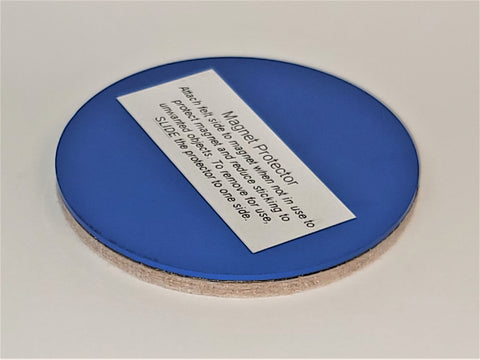 Magnet Protector
Attach felt side to magnet when not in use to
protect magnet and reduce sticking to
unwanted objects. To remove for use,
SLIDE the protector to one side.